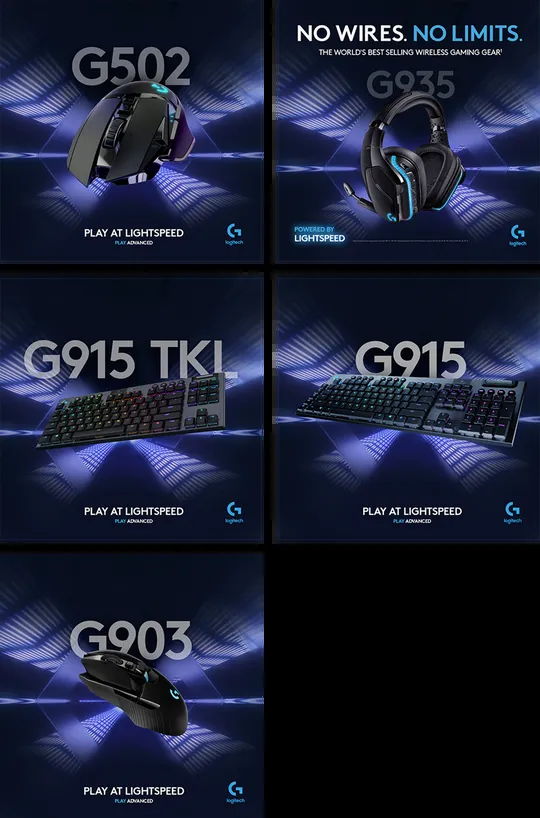 G502
PLAY AT LIGHTSPEED
PLAY ADVANCED
logitech
NO WIRES. NO LIMITS.
THE WORLD'S BEST SELLING WIRELESS GAMING GEAR¹
G935
POWERED BY
LIGHTSPEED
logitech
G915 TKL
PLAY AT LIGHTSPEED
PLAY ADVANCED
logitech
G915
PLAY AT LIGHTSPEED
PLAY ADVANCED
logitech
G903
PLAY AT LIGHTSPEED
PLAY ADVANCED
logitech